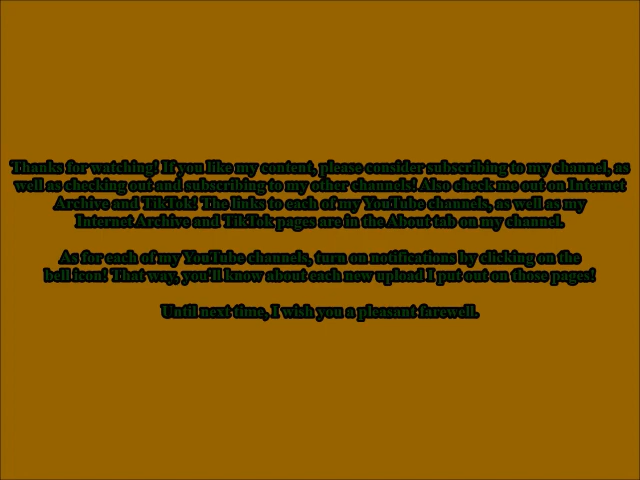 Thanks for watching! If you like my content, please consider subscribing to my channel, as
well as checking out and subscribing to my other channels! Also check me out on Internet
Archive and TikTok! The links to each of my YouTube channels, as well as my
Internet Archive and TikTok pages are in the About tab on my channel.
As for each of my YouTube channels, turn on notifications by clicking on the
bell icon! That way, you'll know about each new upload I put out on those pages!
Until next time, I wish you a pleasant farewell.